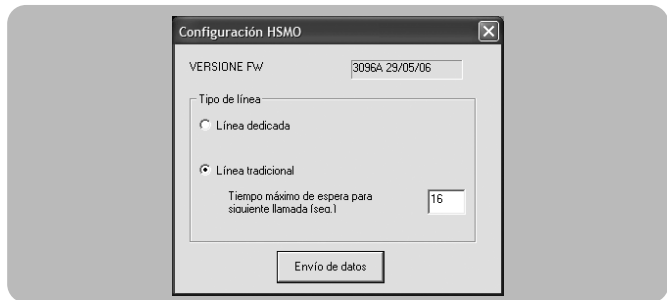 Configuración HSMO
VERSIONE FW
3096A 29/05/06
Tipo de línea
Línea dedicada
Línea tradicional
Tiempo máximo de espera para
siguiente llamada (seg.)
16
Envío de datos